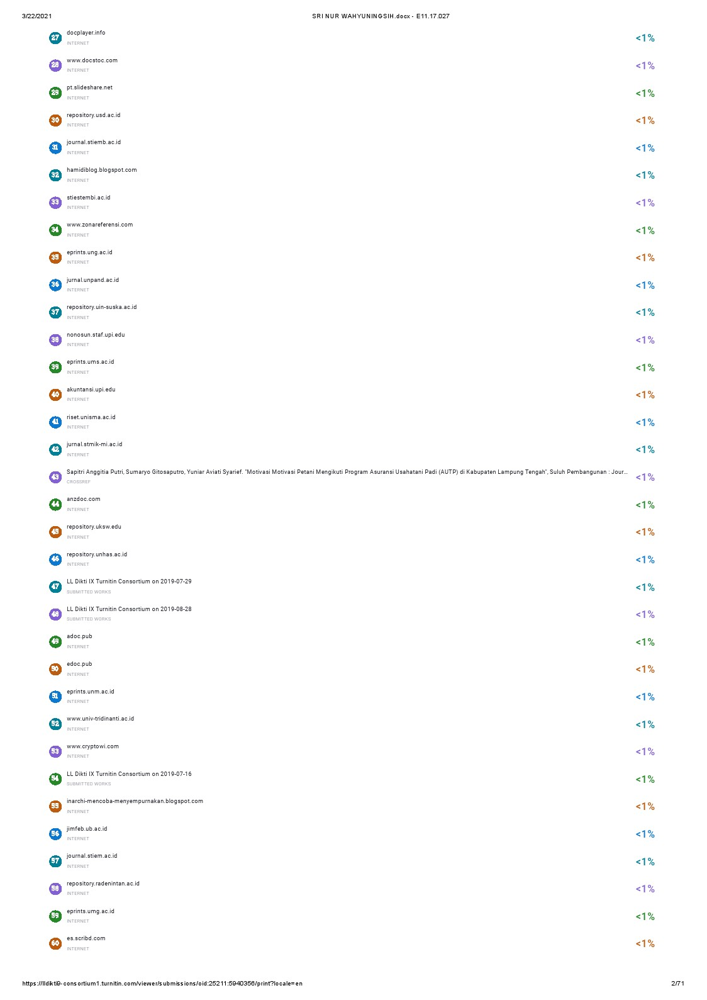 3/22/2021 SRI NUR WAHYUNINGSIH.docx - E11.17.027
27 docplayer.info <1%
INTERNET
28 www.docstoc.com <1%
INTERNET
29 pt.slideshare.net <1%
INTERNET
30 repository.usd.ac.id <1%
INTERNET
31 journal.stiemb.ac.id <1%
INTERNET
32 hamidiblog.blogspot.com <1%
INTERNET
33 stiestembi.ac.id <1%
INTERNET
34 www.zonareferensi.com <1%
INTERNET
35 eprints.ung.ac.id <1%
INTERNET
36 jurnal.unpand.ac.id <1%
INTERNET
37 repository.uin-suska.ac.id <1%
INTERNET
38 nonosun.staf.upi.edu <1%
INTERNET
39 eprints.ums.ac.id <1%
INTERNET
40 akuntansi.upi.edu <1%
INTERNET
41 riset.unisma.ac.id <1%
INTERNET
42 jurnal.stmik-mi.ac.id <1%
INTERNET
43 Sapitri Anggitia Putri, Sumaryo Gitosaputro, Yuniar Aviati Syarief. "Motivasi Motivasi Petani Mengikuti Program Asuransi Usahatani Padi (AUTP) di Kabupaten Lampung Tengah", Suluh Pembangunan : Jour... <1%
CROSSREF
44 anzdoc.com <1%
INTERNET
45 repository.uksw.edu <1%
INTERNET
46 repository.unhas.ac.id <1%
INTERNET
47 LL Dikti IX Turnitin Consortium on 2019-07-29 <1%
SUBMITTED WORKS
48 LL Dikti IX Turnitin Consortium on 2019-08-28 <1%
SUBMITTED WORKS
49 adoc.pub <1%
INTERNET
50 edoc.pub <1%
INTERNET
51 eprints.unm.ac.id <1%
INTERNET
52 www.univ-tridinanti.ac.id <1%
INTERNET
53 www.cryptowi.com <1%
INTERNET
54 LL Dikti IX Turnitin Consortium on 2019-07-16 <1%
SUBMITTED WORKS
55 inarchi-mencoba-menyempurnakan.blogspot.com <1%
INTERNET
56 jimfeb.ub.ac.id <1%
INTERNET
57 journal.stiem.ac.id <1%
INTERNET
58 repository.radenintan.ac.id <1%
INTERNET
59 eprints.umg.ac.id <1%
INTERNET
60 es.scribd.com <1%
INTERNET
https://lldikti9-consortium1.turnitin.com/viewer/submissions/oid:25211:5940356/print?locale=en 2/71